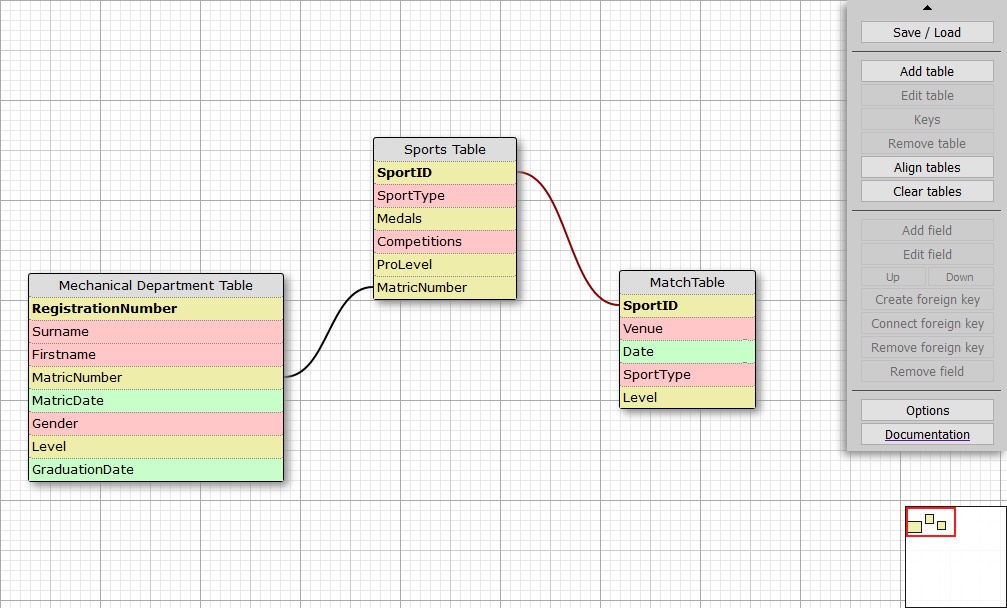 Sports Table
SportID
SportType
Medals
Competitions
ProLevel
MatricNumber
Mechanical Department Table
RegistrationNumber
Surname
Firstname
MatricNumber
MatricDate
Gender
Level
GraduationDate
MatchTable
SportID
Venue
Date
SportType
Level
Save / Load
Add table
Edit table
Keys
Remove table
Align tables
Clear tables
Add field
Edit field
Up Down
Create foreign key
Connect foreign key
Remove foreign key
Remove field
Options
Documentation